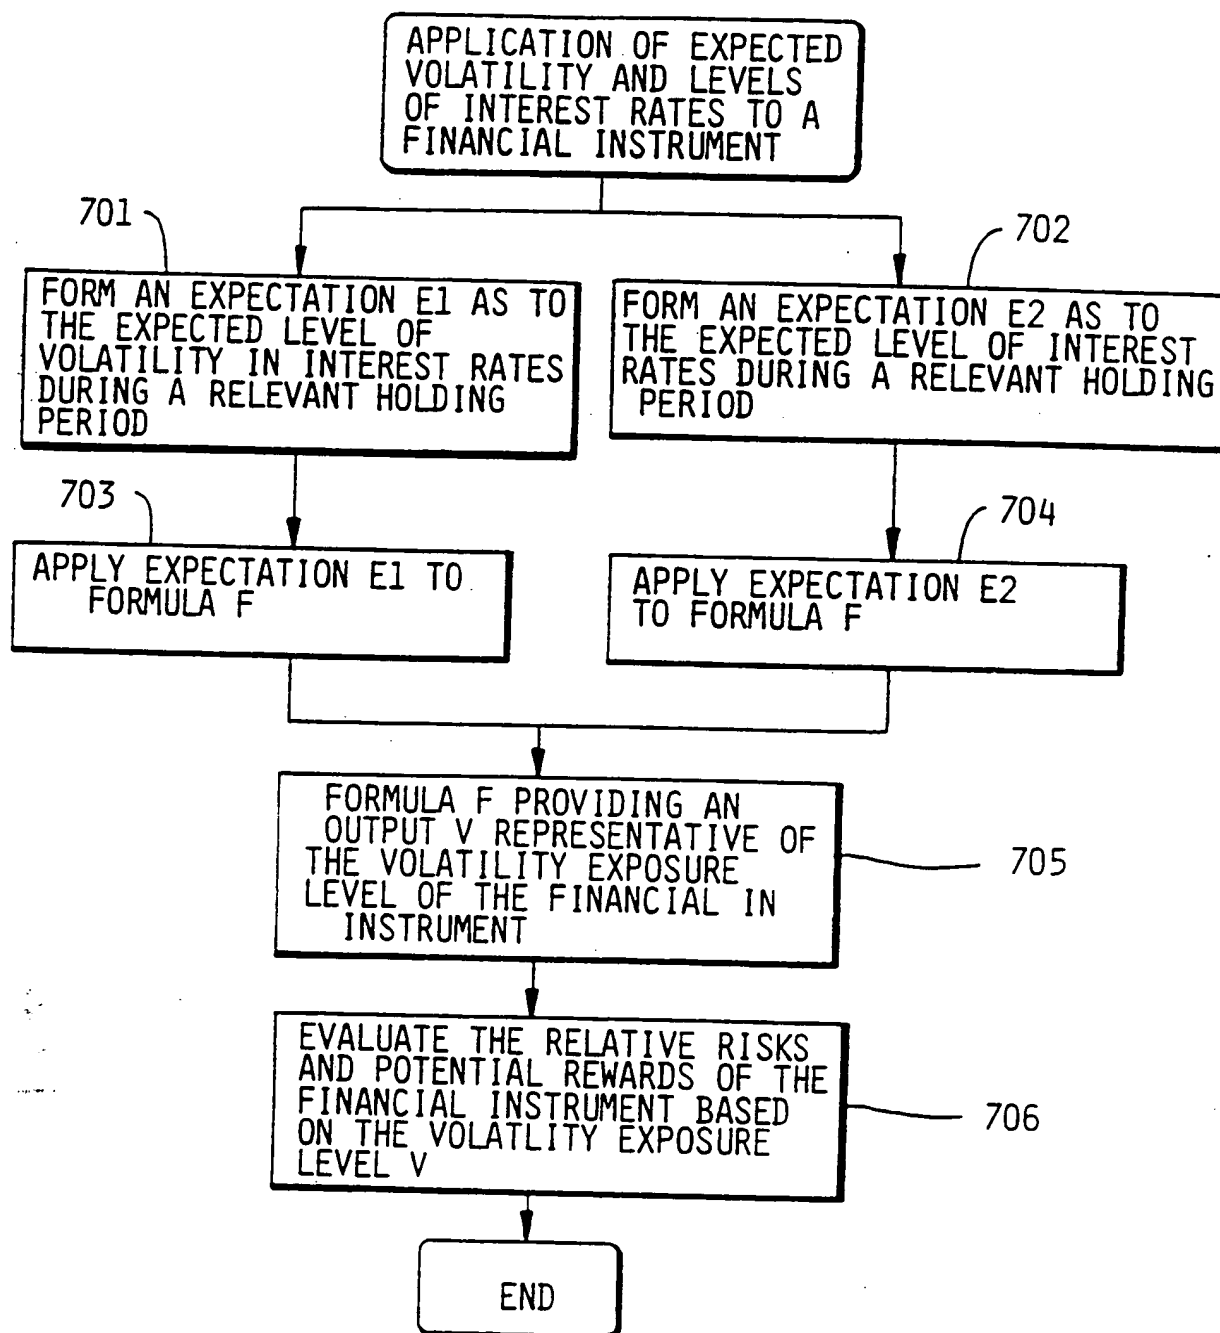 APPLICATION OF EXPECTED
VOLATILITY AND LEVELS
OF INTEREST RATES TO A
FINANCIAL INSTRUMENT
701
702
FORM AN EXPECTATION E1 AS TO
THE EXPECTED LEVEL OF
VOLATILITY IN INTEREST RATES
DURING A RELEVANT HOLDING
PERIOD
FORM AN EXPECTATION E2 AS TO
THE EXPECTED LEVEL OF INTEREST
RATES DURING A RELEVANT HOLDING
PERIOD
703
704
APPLY EXPECTATION E1 TO
FORMULA F
APPLY EXPECTATION E2
TO FORMULA F
FORMULA F PROVIDING AN
OUTPUT V REPRESENTATIVE OF
THE VOLATILITY EXPOSURE
LEVEL OF THE FINANCIAL IN
INSTRUMENT
705
EVALUATE THE RELATIVE RISKS
AND POTENTIAL REWARDS OF THE
FINANCIAL INSTRUMENT BASED
ON THE VOLATLITY EXPOSURE
LEVEL V
706
END